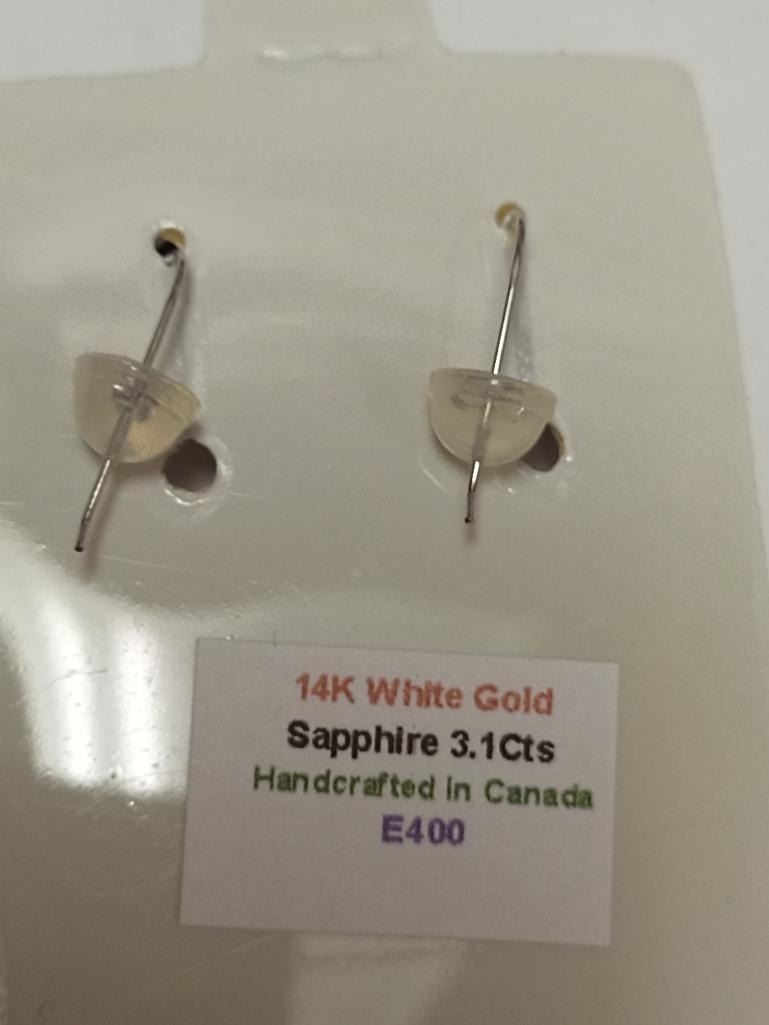 14K White Gold
Sapphire 3.1Cts
Handcrafted in Canada
E400